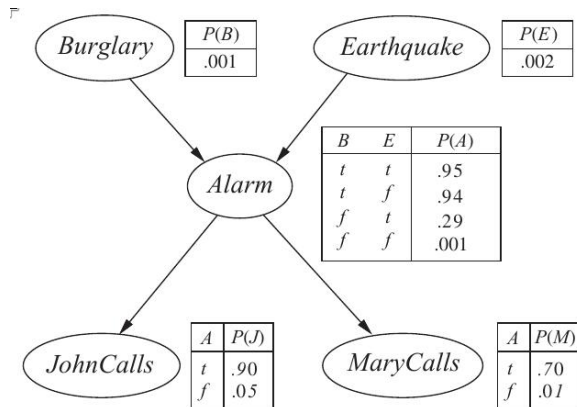 Burglary
P(B)
.001
Earthquake
P(E)
.002
B E P(A)
t t .95
t f .94
f t .29
f f .001
Alarm
JohnCalls
A P(J)
t .90
f .05
MaryCalls
A P(M)
t .70
f .01